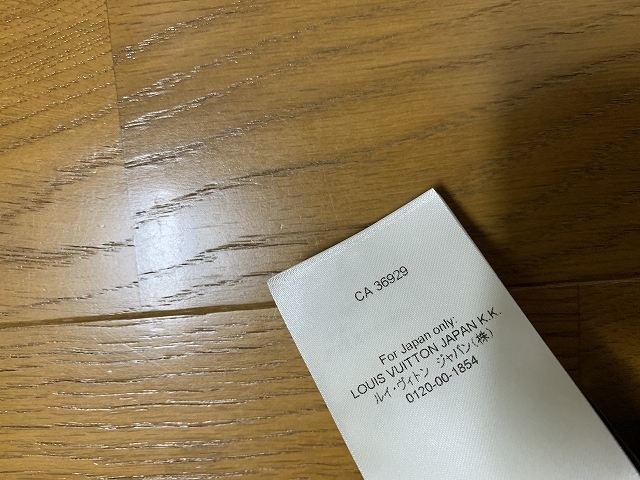 CA 36929
For Japan only:
LOUIS VUITTON JAPAN K.K.
ルイ・ヴィトン ジャパン(株)
0120-00-1854